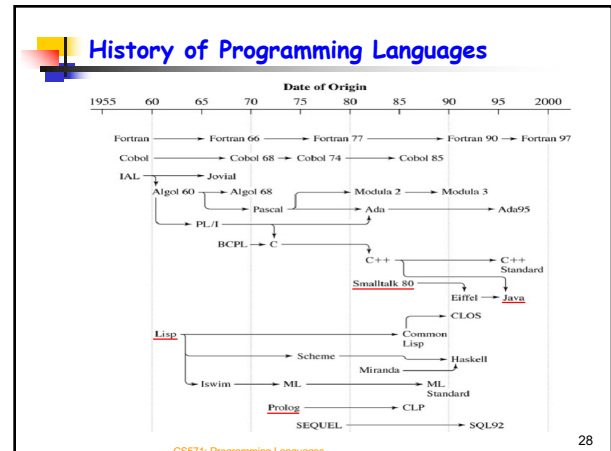 History of Programming Languages
Date of Origin
1955 60 65 70 75 80 85 90 95 2000
Fortran Fortran 66 Fortran 77 Fortran 90 Fortran 97
Cobol Cobol 68 Cobol 74 Cobol 85
IAL Jovial
Algol 60 Algol 68 Modula 2 Modula 3
Pascal Ada Ada95
PL/I
BCPL C
C++ C++
Standard
Smalltalk 80
Eiffel Java
CLOS
Lisp Common
Lisp
Scheme Haskell
Miranda
Iswim ML ML
Standard
Prolog CLP
SEQUEL SQL92
28
CS571: Programming Languages